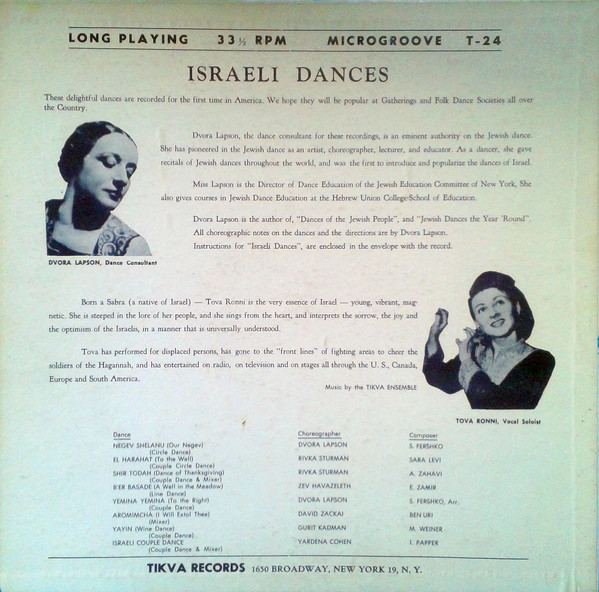 LONG PLAYING 33⅓ RPM MICROGROOVE T-24
ISRAELI DANCES
These delightful dances are recorded for the first time in America. We hope they will be popular at Gatherings and Folk Dance Societies all over
the Country.
Dvora Lapson, the dance consultant for these recordings, is an eminent authority on the Jewish dance.
She has pioneered in the Jewish dance as an artist, choreographer, lecturer, and educator. As a dancer, she gave
recitals of Jewish dances throughout the world, and was the first to introduce and popularize the dances of Israel.
Miss Lapson is the Director of Dance Education of the Jewish Education Committee of New York, She
also gives courses in Jewish Dance Education at the Hebrew Union College-School of Education.
Dvora Lapson is the author of, "Dances of the Jewish People", and "Jewish Dances the Year 'Round".
All choreographic notes on the dances and the directions are by Dvora Lapson.
Instructions for "Israeli Dances", are enclosed in the envelope with the record.
DVORA LAPSON, Dance Consultant
Born a Sabra (a native of Israel) — Tova Ronni is the very essence of Israel — young, vibrant, mag-
netic. She is steeped in the lore of her people, and she sings from the heart, and interprets the sorrow, the joy and
the optimism of the Israelis, in a manner that is universally understood.
Tova has performed for displaced persons, has gone to the "front lines" of fighting areas to cheer the
soldiers of the Hagannah, and has entertained on radio, on television and on stages all through the U. S., Canada,
Europe and South America.
Music by the TIKVA ENSEMBLE
TOVA RONNI, Vocal Soloist
Dance Choreographer Composer
NEGEV SHELANU (Our Negev) DVORA LAPSON S. FERSHKO
(Circle Dance)
EL HARAHAT (To the Well) RIVKA STURMAN SARA LEVI
(Couple Circle Dance)
SHIR TODAH (Dance of Thanksgiving) RIVKA STURMAN A. ZAHAVI
(Couple Dance & Mixer)
B'ER BASADE (A Well in the Meadow) ZEV HAVAZELETH E. ZAMIR
(Line Dance)
YEMINA YEMINA (To the Right) DVORA LAPSON S. FERSHKO, Arr.
(Couple Dance)
AROMIMCHA (I Will Extol Thee) DAVID ZACKAI BEN URI
(Mixer)
YAYIN (Wine Dance) GURIT KADMAN M. WEINER
(Couple Dance)
ISRAELI COUPLE DANCE YARDENA COHEN I. PAPPER
(Couple Dance & Mixer)
TIKVA RECORDS 1650 BROADWAY, NEW YORK 19, N. Y.